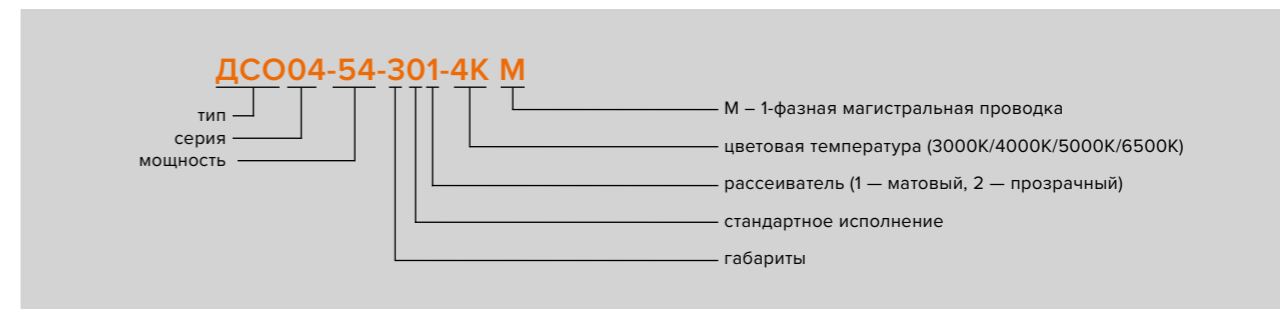 ДСО04-54-301-4К М
тип
серия
мощность
М – 1-фазная магистральная проводка
цветовая температура (3000К/4000К/5000К/6500К)
рассеиватель (1 — матовый, 2 — прозрачный)
стандартное исполнение
габариты